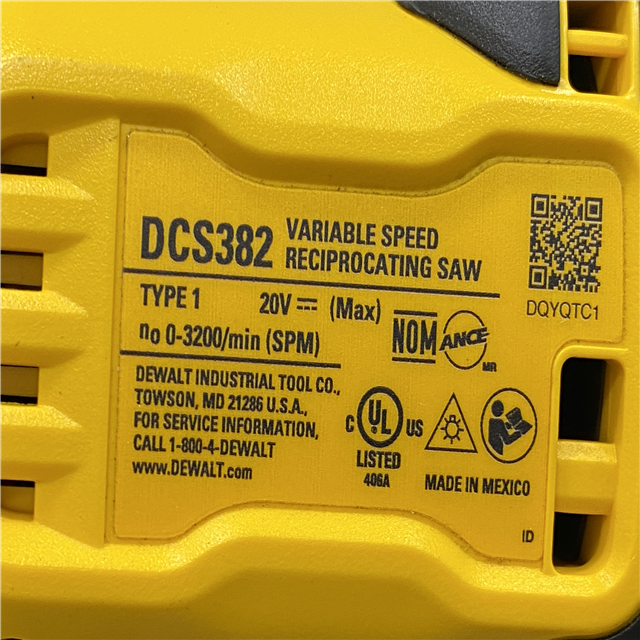 DCS382 VARIABLE SPEED
RECIPROCATING SAW
DQYQTC1
TYPE 1 20V ⎓ (Max)
n₀ 0-3200/min (SPM)
NOM ANCE
MR
DEWALT INDUSTRIAL TOOL CO.,
TOWSON, MD 21286 U.S.A.,
FOR SERVICE INFORMATION,
CALL 1-800-4-DEWALT
www.DEWALT.com
C UL US
LISTED
406A
MADE IN MEXICO
ID